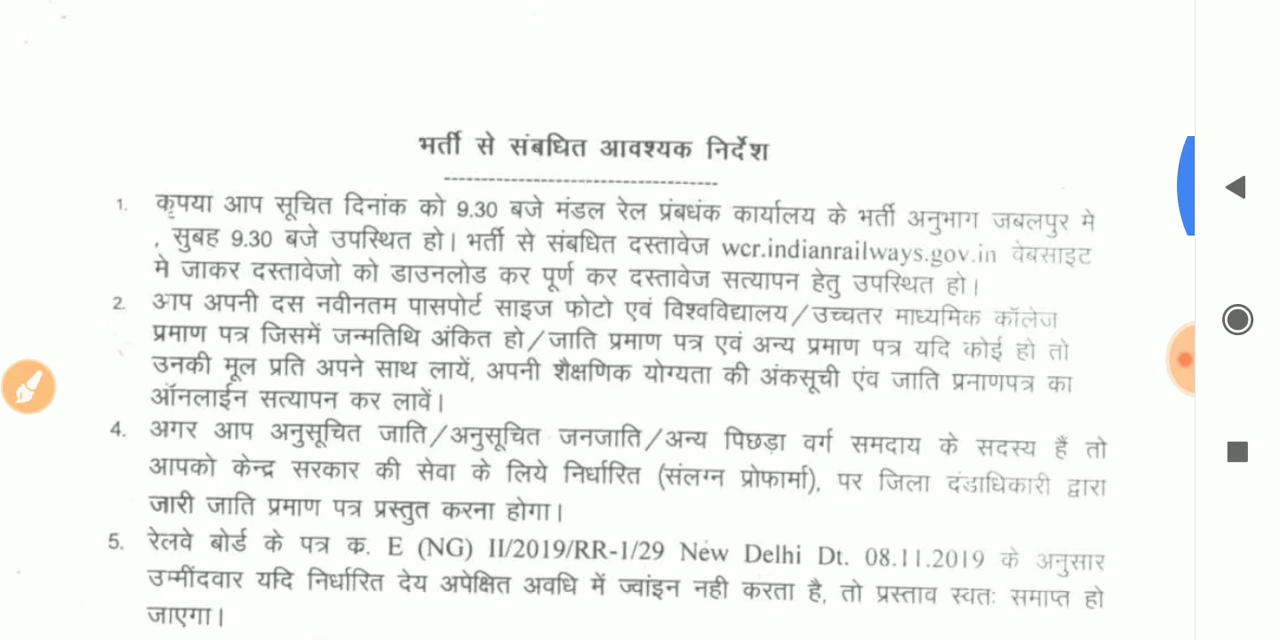 भर्ती से संबधित आवश्यक निर्देश
----------------------------------
1. कृपया आप सूचित दिनांक को 9.30 बजे मंडल रेल प्रंबधंक कार्यालय के भर्ती अनुभाग जबलपुर मे
, सुबह 9.30 बजे उपस्थित हो। भर्ती से संबधित दस्तावेज wcr.indianrailways.gov.in वेबसाइट
मे जाकर दस्तावेजो को डाउनलोड कर पूर्ण कर दस्तावेज सत्यापन हेतु उपस्थित हो।
2. आप अपनी दस नवीनतम पासपोर्ट साइज फोटो एवं विश्वविद्यालय/उच्चतर माध्यमिक कॉलेज
प्रमाण पत्र जिसमें जन्मतिथि अंकित हो/जाति प्रमाण पत्र एवं अन्य प्रमाण पत्र यदि कोई हो तो
उनकी मूल प्रति अपने साथ लायें, अपनी शैक्षणिक योग्यता की अंकसूची एंव जाति प्रनाणपत्र का
ऑनलाईन सत्यापन कर लावें।
4. अगर आप अनुसूचित जाति/अनुसूचित जनजाति/अन्य पिछड़ा वर्ग समदाय के सदस्य हैं तो
आपको केन्द्र सरकार की सेवा के लिये निर्धारित (संलग्न प्रोफार्मा), पर जिला दंडाधिकारी द्वारा
जारी जाति प्रमाण पत्र प्रस्तुत करना होगा।
5. रेलवे बोर्ड के पत्र क. E (NG) II/2019/RR-1/29 New Delhi Dt. 08.11.2019 के अनुसार
उम्मींदवार यदि निर्धारित देय अपेक्षित अवधि में ज्वांइन नही करता है, तो प्रस्ताव स्वतः समाप्त हो
जाएगा।